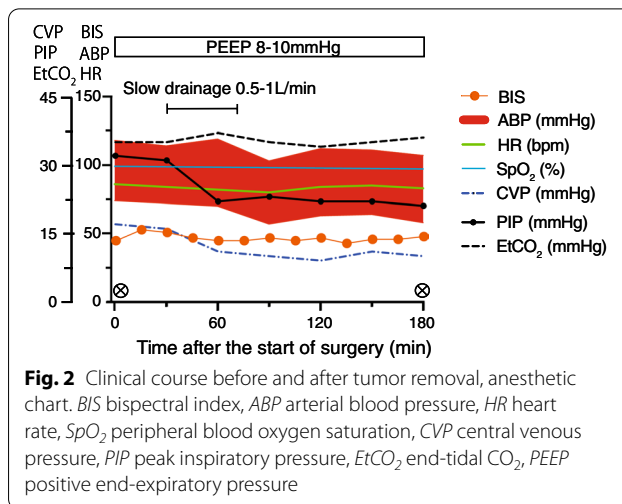 CVP BIS
PIP ABP
EtCO₂ HR
PEEP 8-10mmHg
Slow drainage 0.5-1L/min
45
30
15
0
150
100
50
0
0
60
120
180
Time after the start of surgery (min)
BIS
ABP (mmHg)
HR (bpm)
SpO₂ (%)
CVP (mmHg)
PIP (mmHg)
EtCO₂ (mmHg)
Fig. 2 Clinical course before and after tumor removal, anesthetic
chart. BIS bispectral index, ABP arterial blood pressure, HR heart
rate, SpO₂ peripheral blood oxygen saturation, CVP central venous
pressure, PIP peak inspiratory pressure, EtCO₂ end-tidal CO₂, PEEP
positive end-expiratory pressure